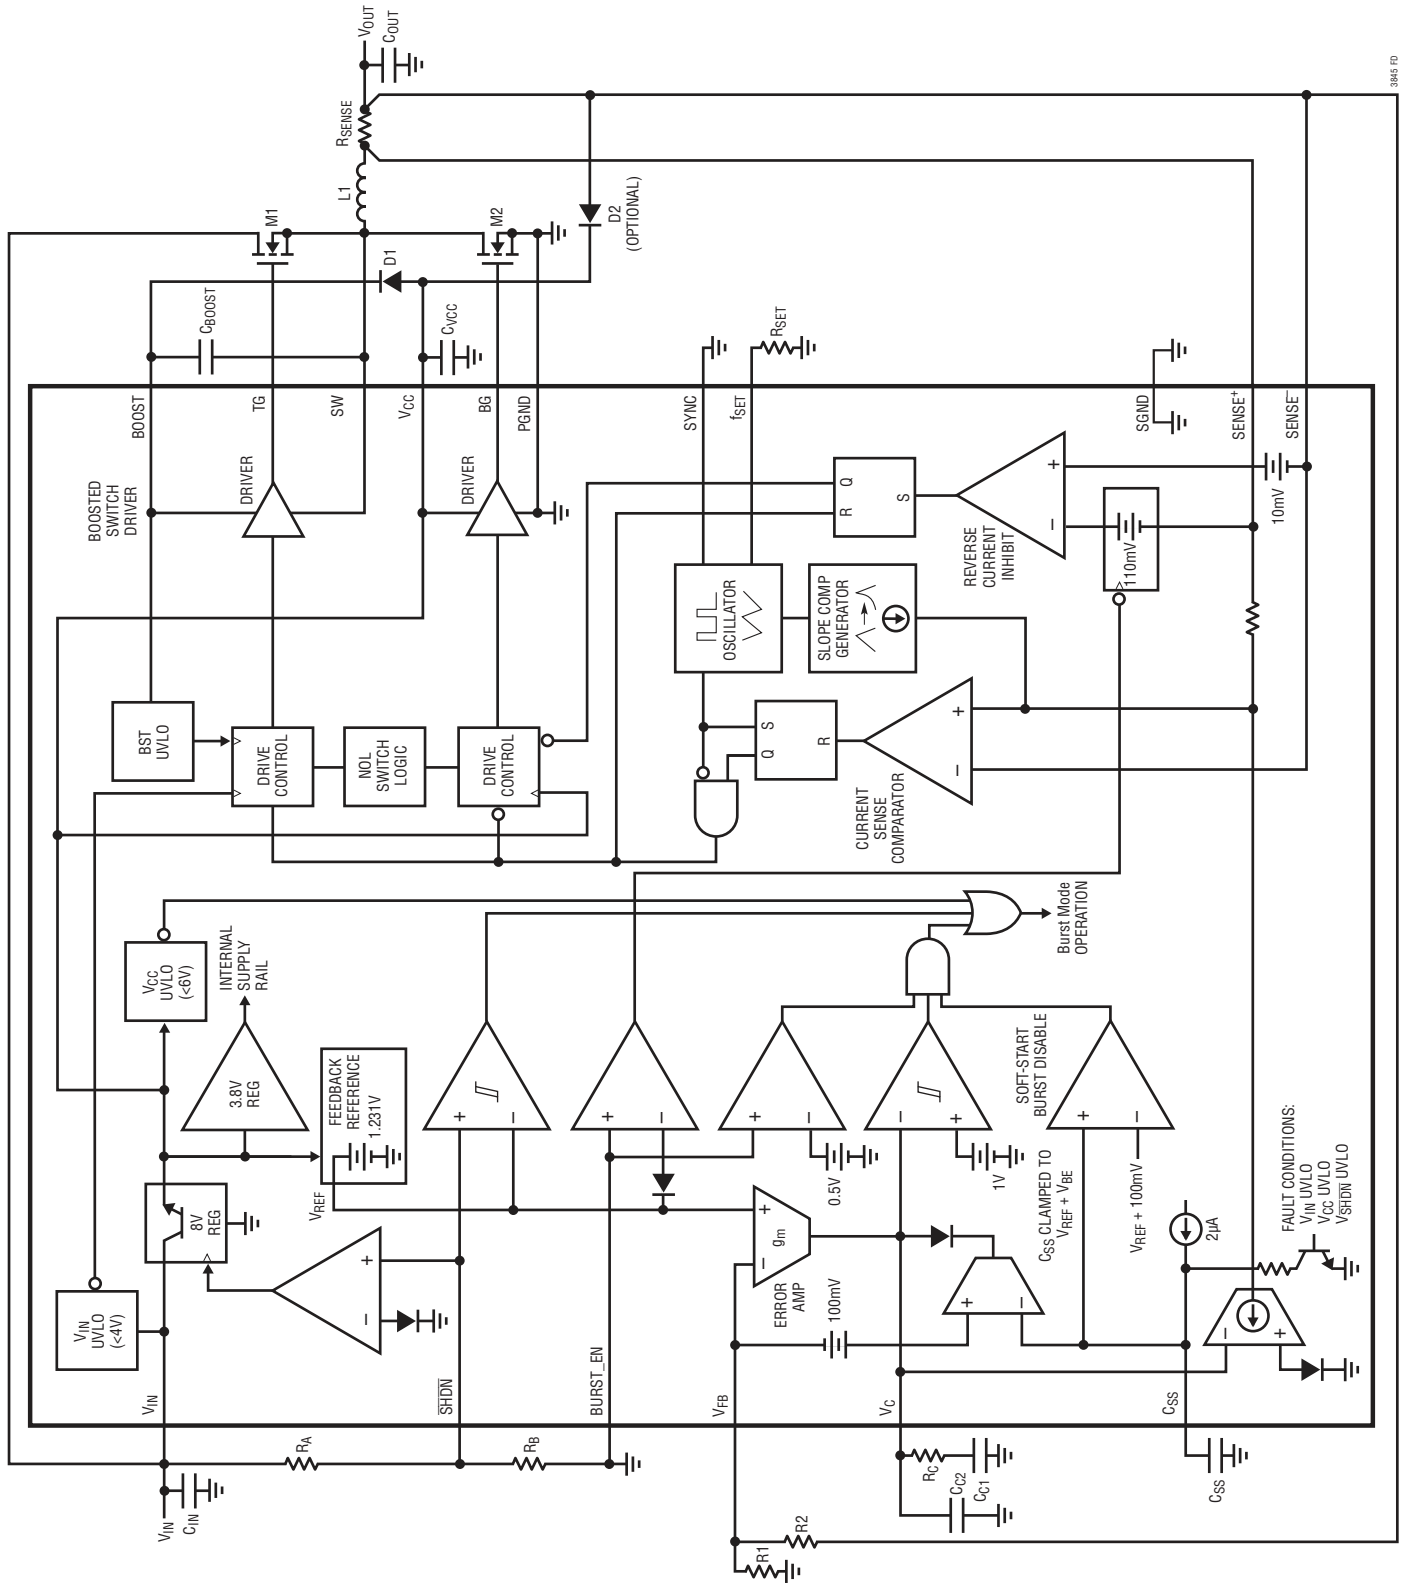 VIN
CIN
RA
RB
R1
R2
RC
CC2
CC1
CSS
VIN
SHDN
BURST_EN
VFB
VC
CSS
VIN
UVLO
(<4V)
8V
REG
+
–
VREF
FEEDBACK
REFERENCE
1.231V
3.8V
REG
INTERNAL
SUPPLY
RAIL
VCC
UVLO
(<6V)
+
–
+
–
+
–
0.5V
–
+
1V
SOFT-START
BURST DISABLE
+
–
VREF + 100mV
CSS CLAMPED TO
VREF + VBE
+
–
gm
ERROR
AMP
100mV
+
–
2µA
FAULT CONDITIONS:
VIN UVLO
VCC UVLO
VSHDN UVLO
–
+
Burst Mode
OPERATION
BST
UVLO
DRIVE
CONTROL
NOL
SWITCH
LOGIC
DRIVE
CONTROL
BOOSTED
SWITCH
DRIVER
DRIVER
DRIVER
OSCILLATOR
SLOPE COMP
GENERATOR
S
Q
R
+
–
CURRENT
SENSE
COMPARATOR
Q
R
S
+
–
REVERSE
CURRENT
INHIBIT
110mV
10mV
BOOST
TG
SW
VCC
BG
PGND
SYNC
fSET
SGND
SENSE+
SENSE–
CBOOST
D1
CVCC
M1
M2
L1
RSENSE
VOUT
COUT
D2
(OPTIONAL)
RSET
3845 FD